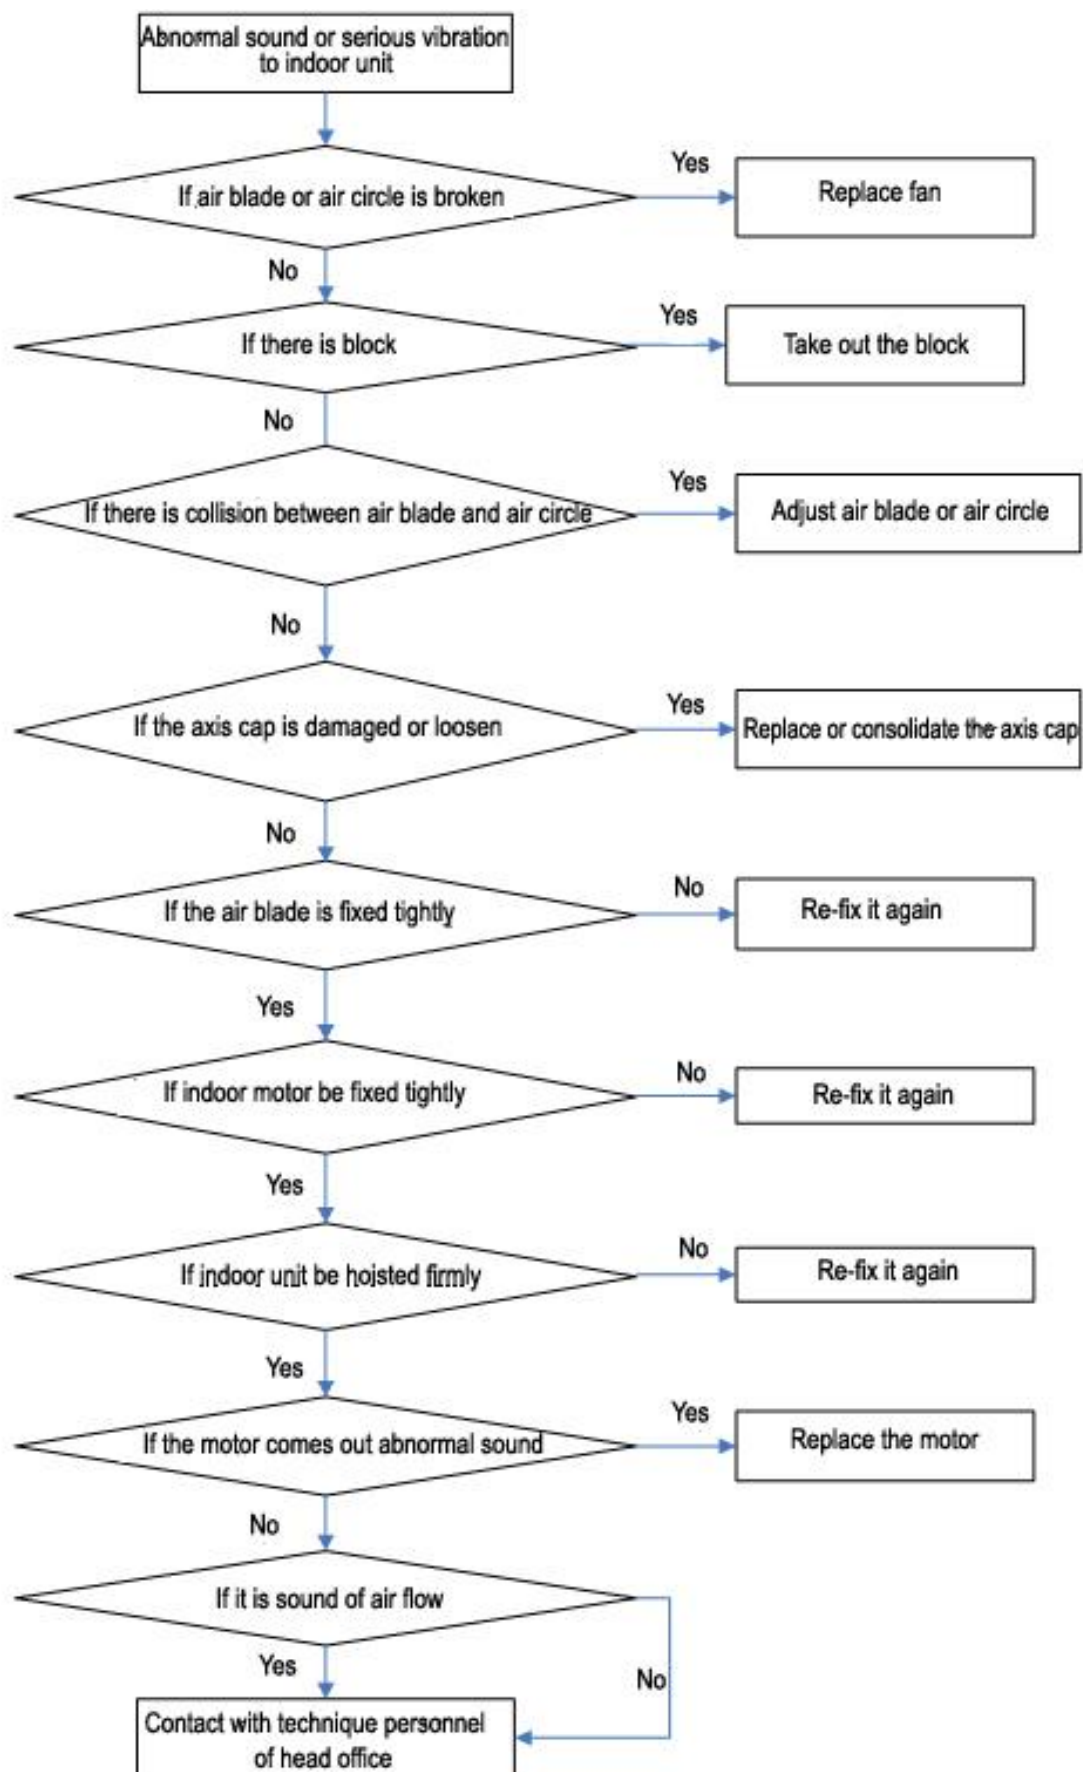 Abnormal sound or serious vibration
to indoor unit
If air blade or air circle is broken
Yes
Replace fan
No
If there is block
Yes
Take out the block
No
If there is collision between air blade and air circle
Yes
Adjust air blade or air circle
No
If the axis cap is damaged or loosen
Yes
Replace or consolidate the axis cap
No
If the air blade is fixed tightly
No
Re-fix it again
Yes
If indoor motor be fixed tightly
No
Re-fix it again
Yes
If indoor unit be hoisted firmly
No
Re-fix it again
Yes
If the motor comes out abnormal sound
Yes
Replace the motor
No
If it is sound of air flow
Yes
No
Contact with technique personnel
of head office